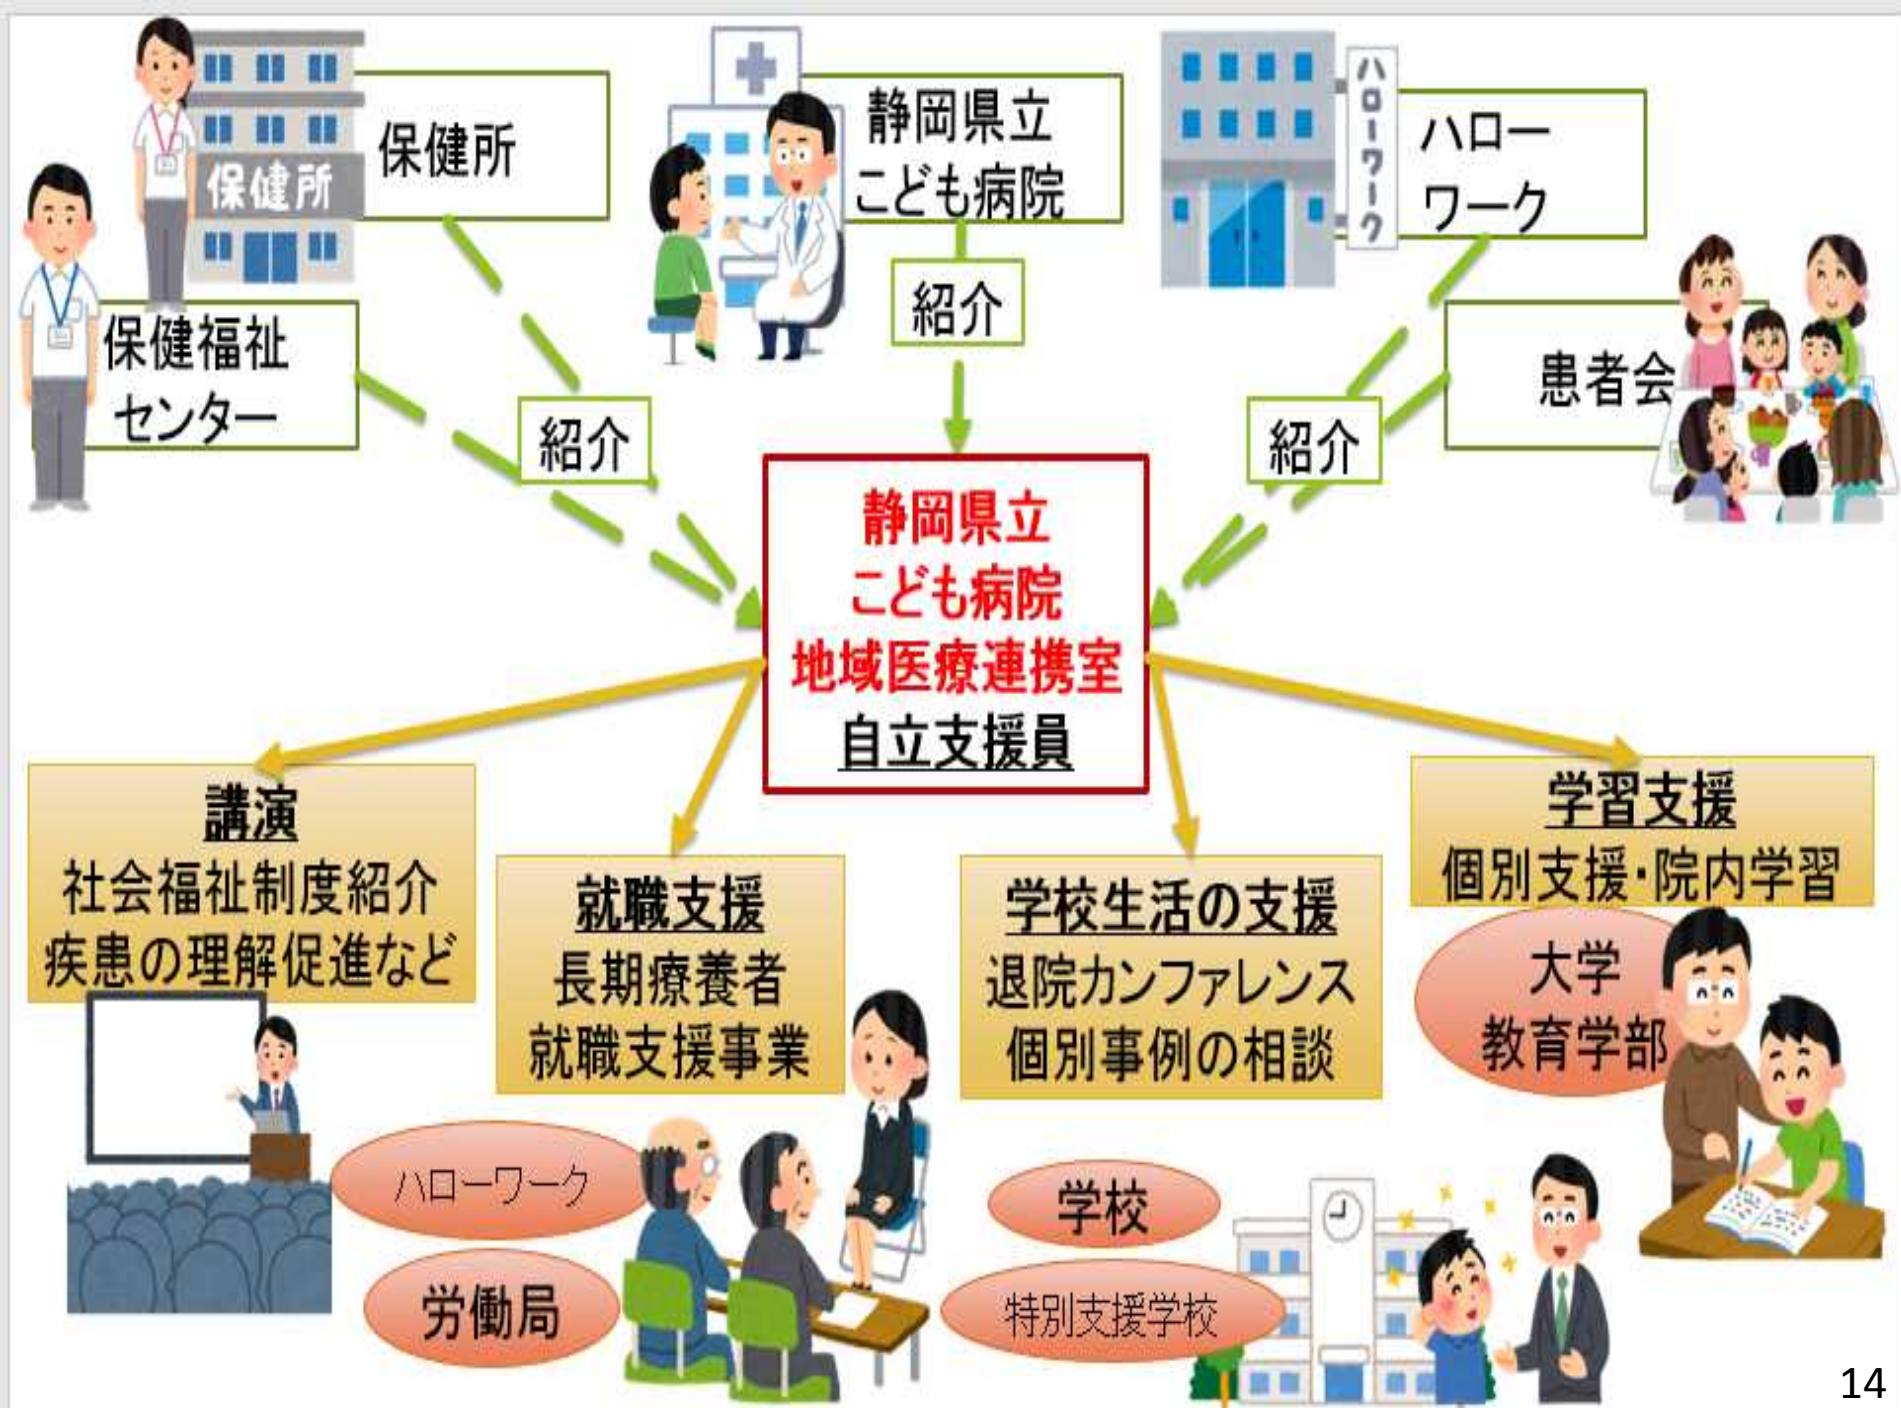 保健所
保健所
静岡県立
こども病院
ハローワーク
ハロー
ワーク
保健福祉
センター
紹介
患者会
紹介
紹介
静岡県立
こども病院
地域医療連携室
自立支援員
講演
社会福祉制度紹介
疾患の理解促進など
就職支援
長期療養者
就職支援事業
学校生活の支援
退院カンファレンス
個別事例の相談
学習支援
個別支援・院内学習
大学
教育学部
ハローワーク
労働局
学校
特別支援学校
14